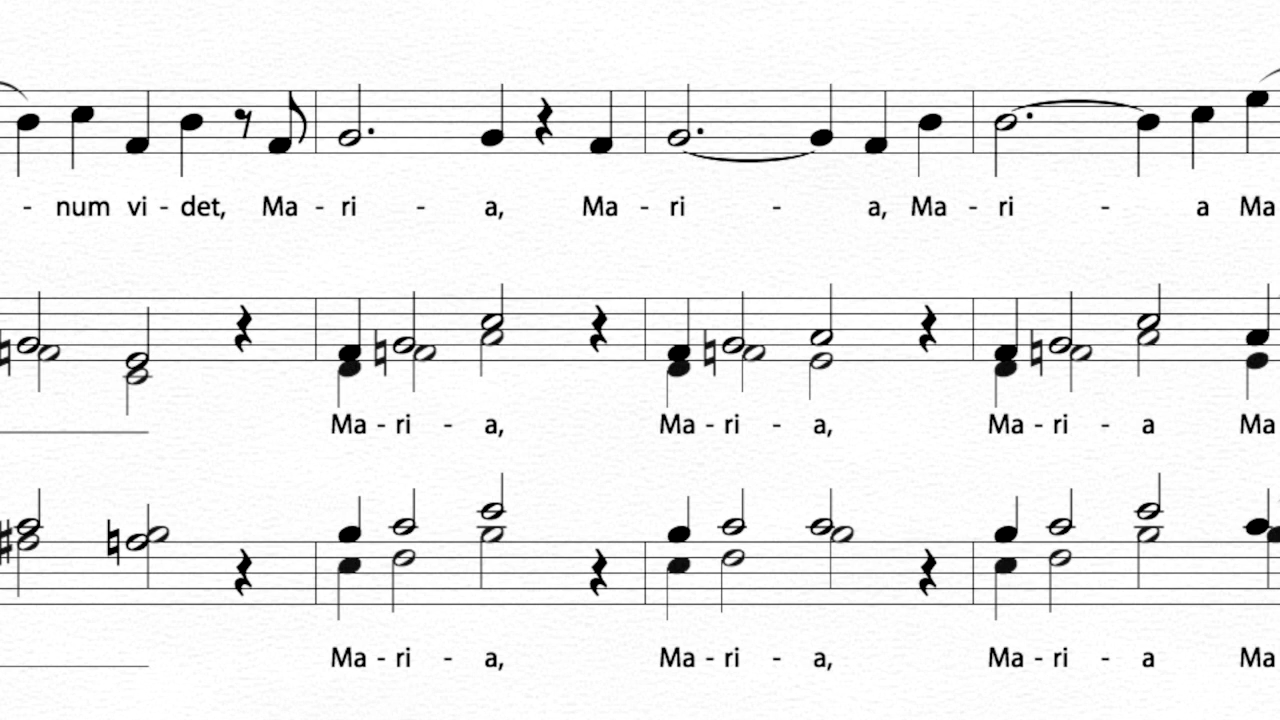 - num vi - det, Ma - ri - a, Ma - ri - a, Ma - ri - a Ma
Ma - ri - a, Ma - ri - a, Ma - ri - a Ma
Ma - ri - a, Ma - ri - a, Ma - ri - a Ma